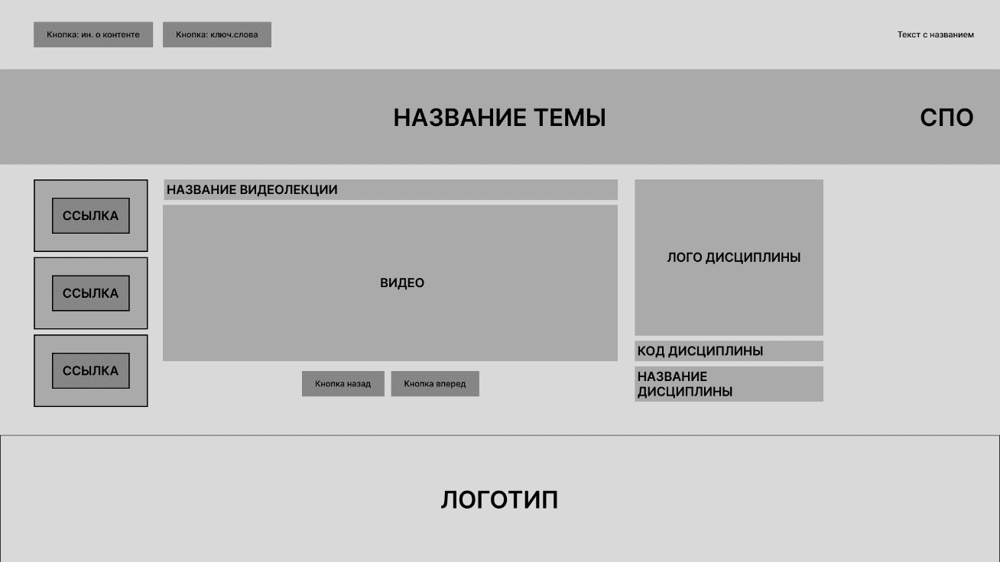 Кнопка: ин. о контенте
Кнопка: ключ.слова
Текст с названием
НАЗВАНИЕ ТЕМЫ
СПО
ССЫЛКА
ССЫЛКА
ССЫЛКА
НАЗВАНИЕ ВИДЕОЛЕКЦИИ
ВИДЕО
Кнопка назад
Кнопка вперед
ЛОГО ДИСЦИПЛИНЫ
КОД ДИСЦИПЛИНЫ
НАЗВАНИЕ
ДИСЦИПЛИНЫ
ЛОГОТИП